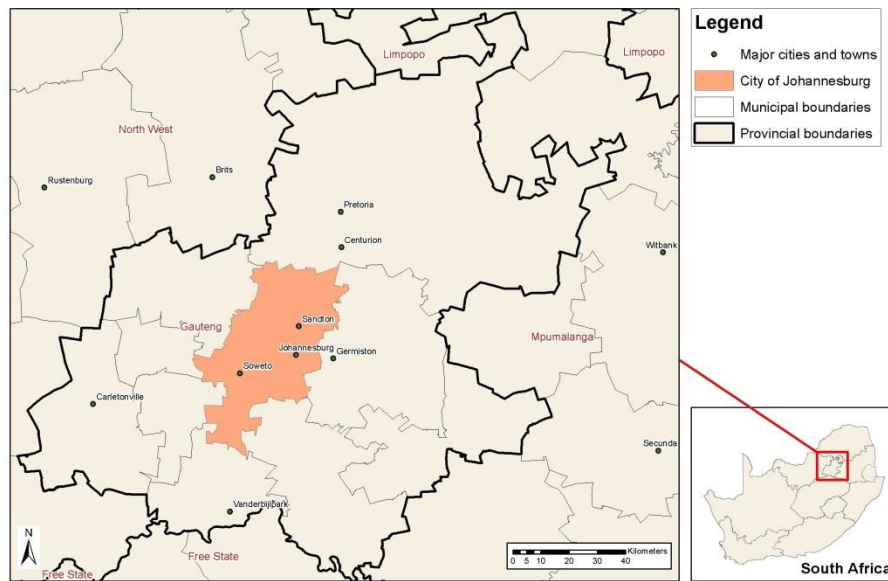 Limpopo
Limpopo
North West
Brits
Rustenburg
Pretoria
Centurion
Witbank
Gauteng
Sandton
Mpumalanga
Johannesburg
Germiston
Soweto
Carletonville
Secunda
Vanderbijlpark
Free State
Free State
N
Kilometers
0 5 10 20 30 40
Legend
Major cities and towns
City of Johannesburg
Municipal boundaries
Provincial boundaries
South Africa